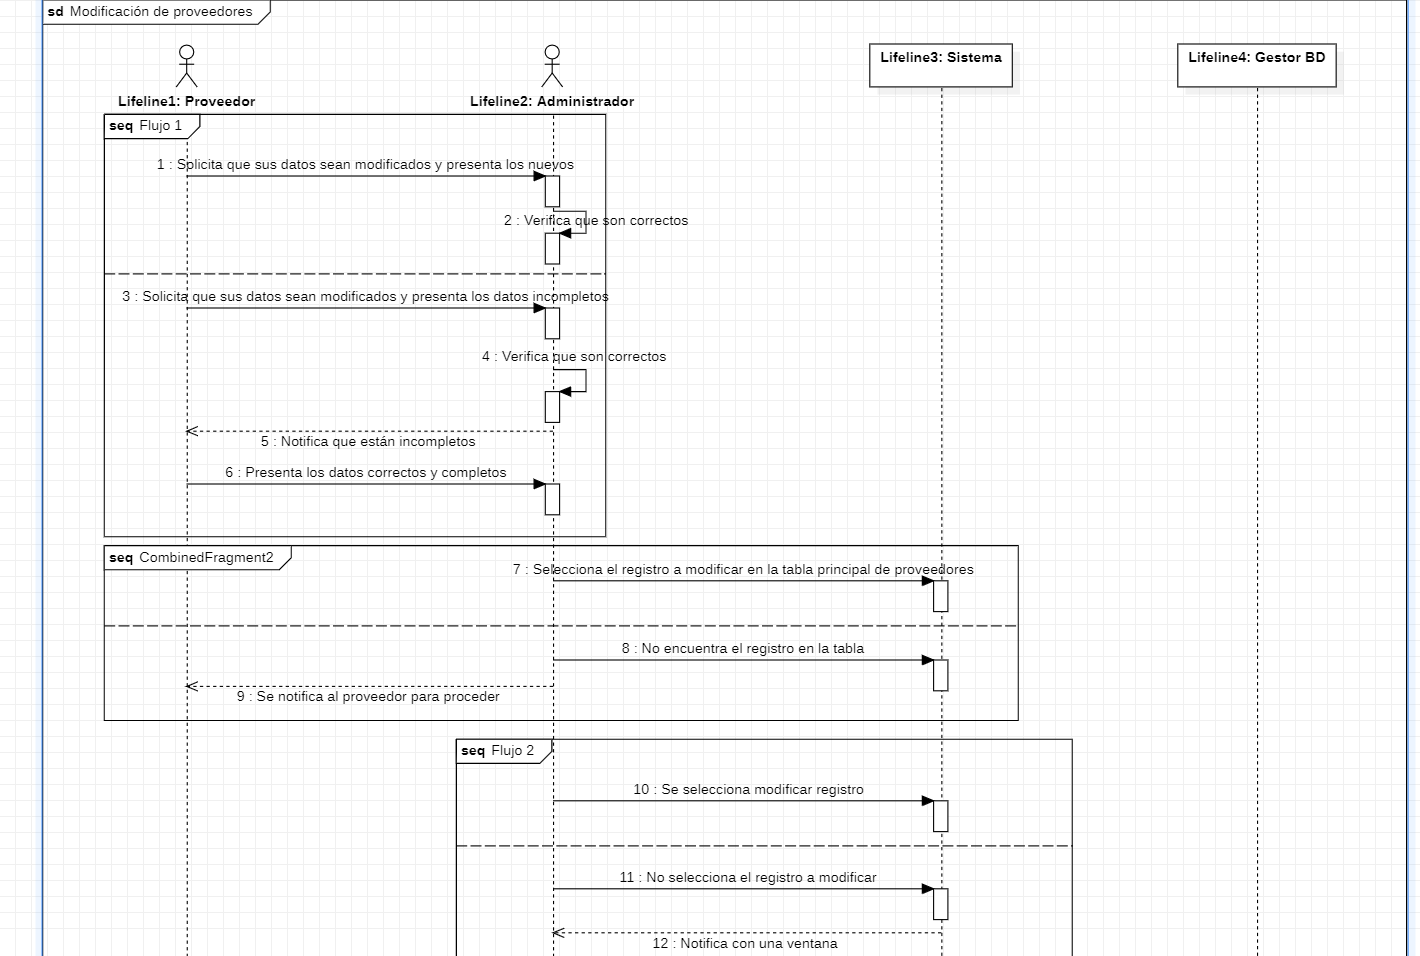 sd Modificación de proveedores
Lifeline1: Proveedor
Lifeline2: Administrador
Lifeline3: Sistema
Lifeline4: Gestor BD
seq Flujo 1
1 : Solicita que sus datos sean modificados y presenta los nuevos
2 : Verifica que son correctos
3 : Solicita que sus datos sean modificados y presenta los datos incompletos
4 : Verifica que son correctos
5 : Notifica que están incompletos
6 : Presenta los datos correctos y completos
seq CombinedFragment2
7 : Selecciona el registro a modificar en la tabla principal de proveedores
8 : No encuentra el registro en la tabla
9 : Se notifica al proveedor para proceder
seq Flujo 2
10 : Se selecciona modificar registro
11 : No selecciona el registro a modificar
12 : Notifica con una ventana